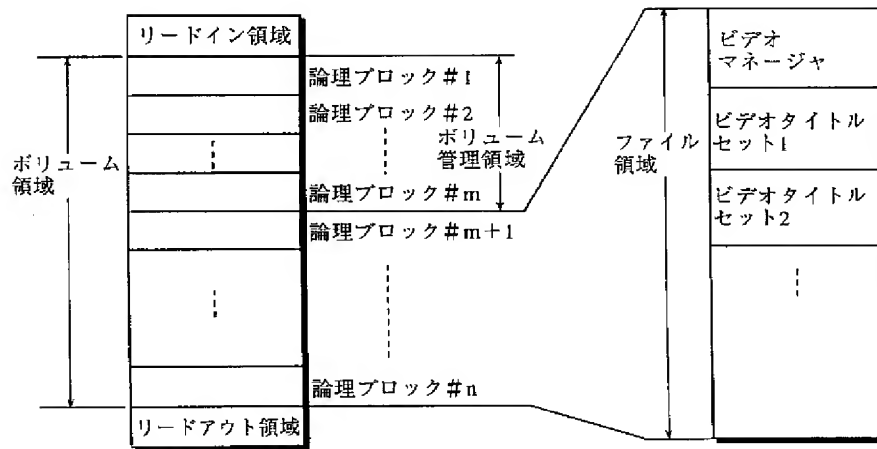 リードイン領域
論理ブロック#1
論理ブロック#2
ボリューム
管理領域
論理ブロック#m
論理ブロック#m+1
論理ブロック#n
リードアウト領域
ボリューム
領域
ファイル
領域
ビデオ
マネージャ
ビデオタイトル
セット1
ビデオタイトル
セット2